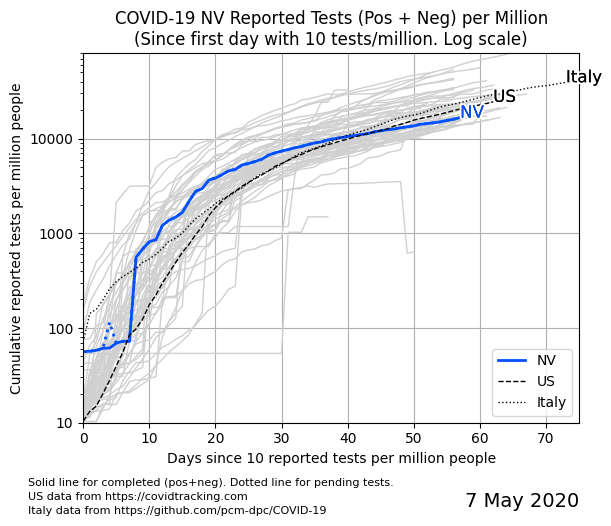 COVID-19 NV Reported Tests (Pos + Neg) per Million
(Since first day with 10 tests/million. Log scale)
Cumulative reported tests per million people
10000
1000
100
10
Italy
US
NV
NV
US
Italy
0 10 20 30 40 50 60 70
Days since 10 reported tests per million people
Solid line for completed (pos+neg). Dotted line for pending tests.
US data from https://covidtracking.com
Italy data from https://github.com/pcm-dpc/COVID-19
7 May 2020